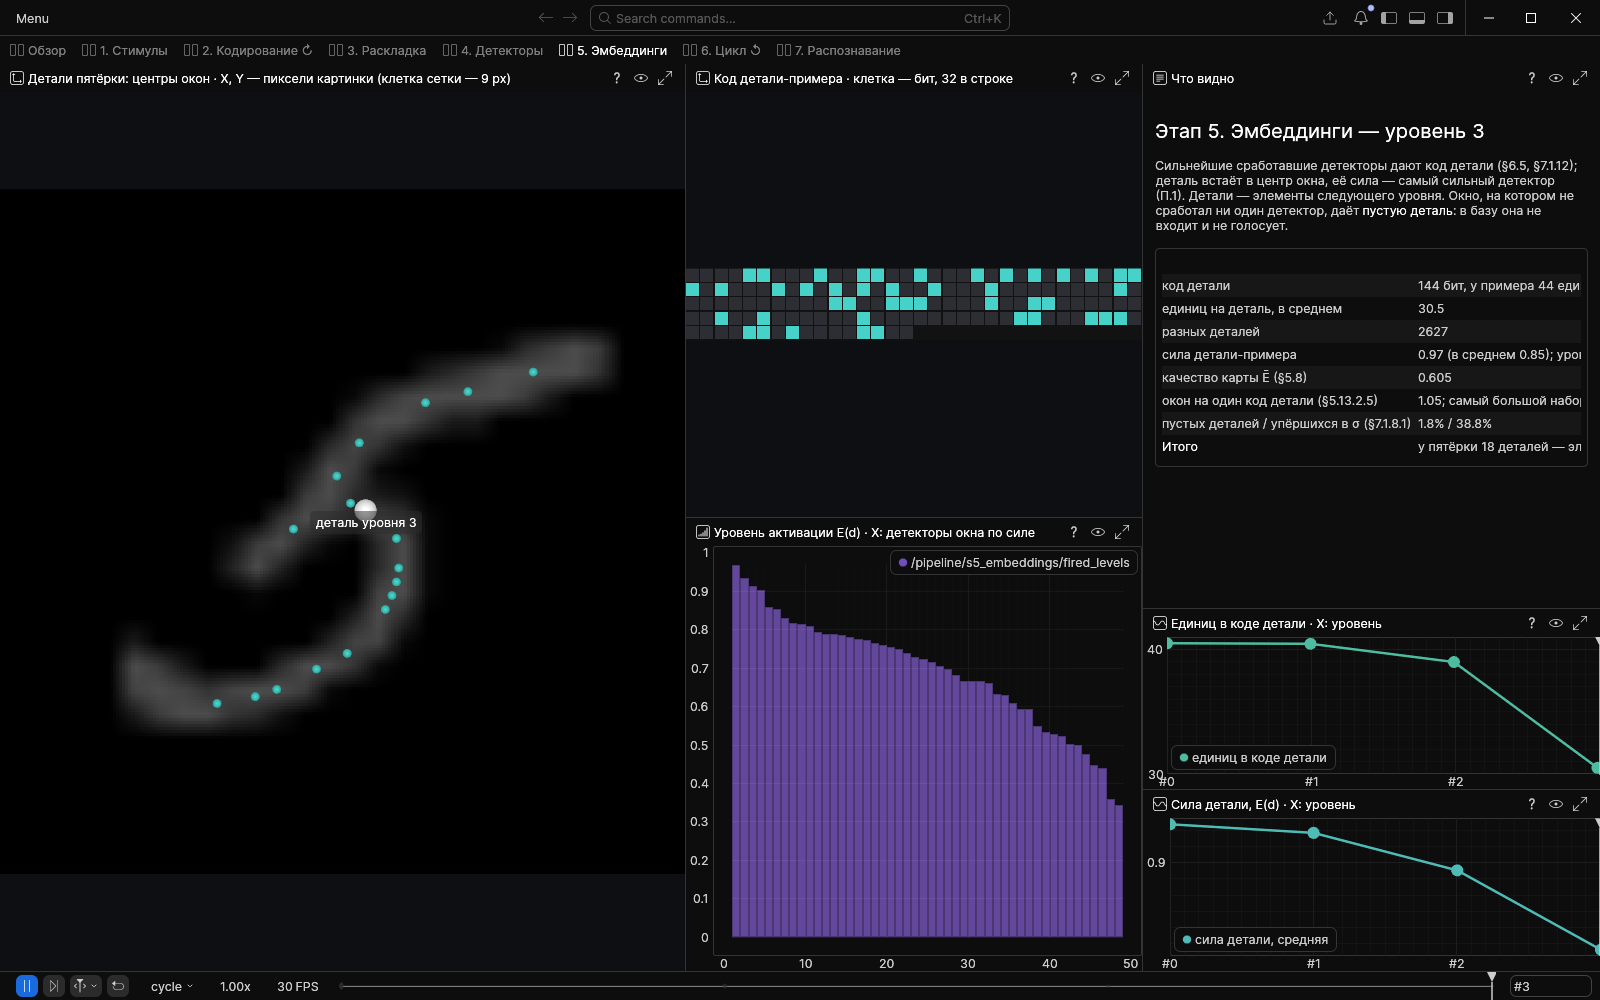 Menu
Search commands...
Ctrl+K
Обзор
1. Стимулы
2. Кодирование
3. Раскладка
4. Детекторы
5. Эмбеддинги
6. Цикл
7. Распознавание
Детали пятёрки: центры окон · X, Y — пиксели картинки (клетка сетки — 9 px)
?
деталь уровня 3
Код детали-примера · клетка — бит, 32 в строке
?
Уровень активации E(d) · X: детекторы окна по силе
?
/pipeline/s5_embeddings/fired_levels
1
0.9
0.8
0.7
0.6
0.5
0.4
0.3
0.2
0.1
0
0 10 20 30 40 50
Что видно
?
Этап 5. Эмбеддинги — уровень 3
Сильнейшие сработавшие детекторы дают код детали (§6.5, §7.1.12);
деталь встаёт в центр окна, её сила — самый сильный детектор
(П.1). Детали — элементы следующего уровня. Окно, на котором не
сработал ни один детектор, даёт пустую деталь: в базу она не
входит и не голосует.
код детали 144 бит, у примера 44 еди
единиц на деталь, в среднем 30.5
разных деталей 2627
сила детали-примера 0.97 (в среднем 0.85); уро
качество карты Ē (§5.8) 0.605
окон на один код детали (§5.13.2.5) 1.05; самый большой набо
пустых деталей / упёршихся в σ (§7.1.8.1) 1.8% / 38.8%
Итого у пятёрки 18 деталей — эл
Единиц в коде детали · X: уровень
?
40
30
единиц в коде детали
#0 #1 #2
Сила детали, E(d) · X: уровень
?
0.9
сила детали, средняя
#0 #1 #2
cycle
1.00x
30 FPS
#3